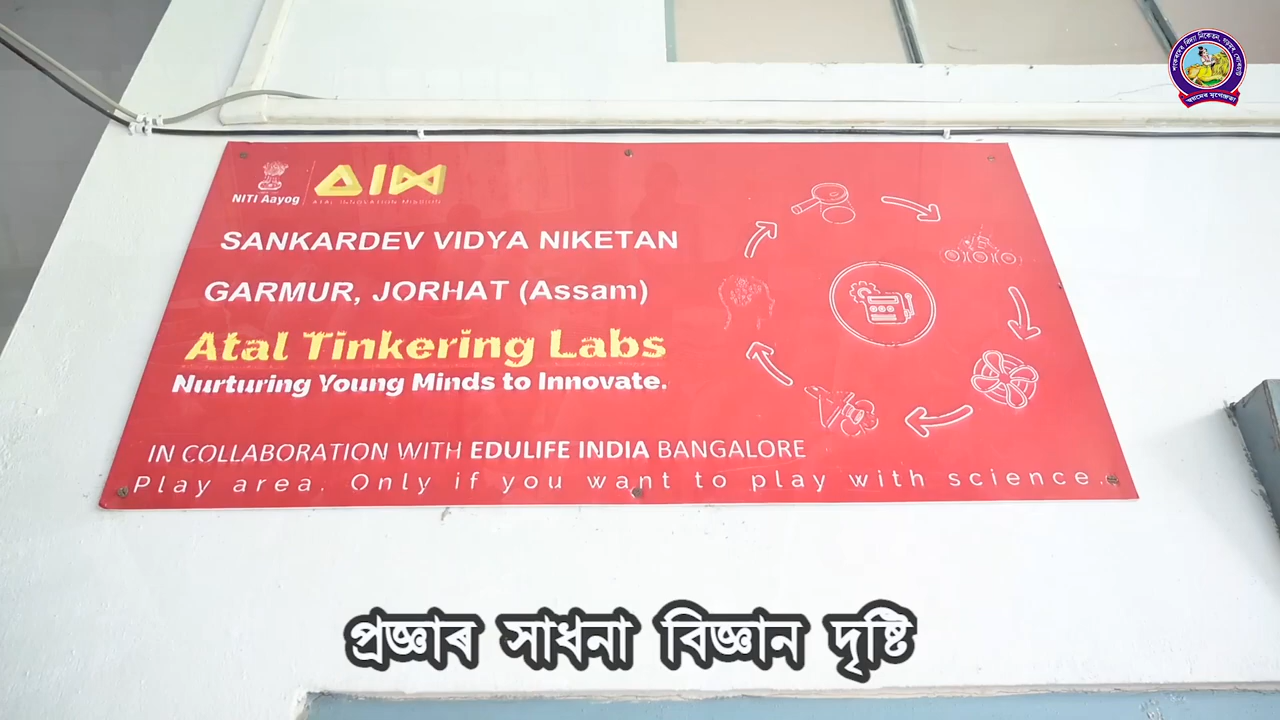 NITI Aayog
AIM
ATAL INNOVATION MISSION
SANKARDEV VIDYA NIKETAN
GARMUR, JORHAT (Assam)
Atal Tinkering Labs
Nurturing Young Minds to Innovate.
IN COLLABORATION WITH EDULIFE INDIA BANGALORE
Play area. Only if you want to play with science.
প্ৰজ্ঞাৰ সাধনা বিজ্ঞান দৃষ্টি